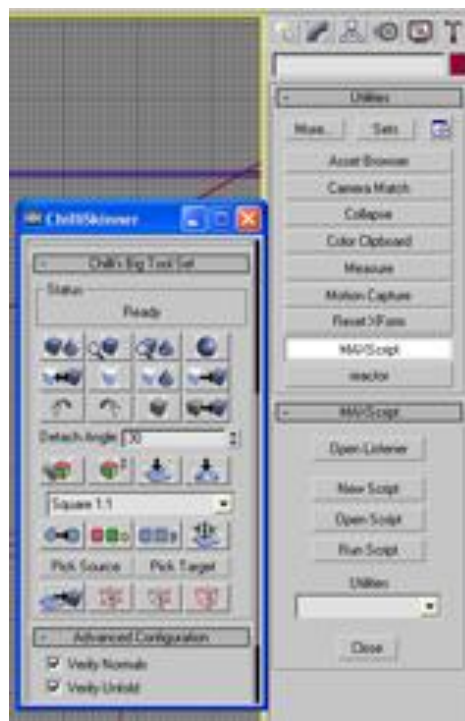 ChilliSkinner
- Chilli's Big Tool Set
Status
Ready
Detach Angle 30
Square 1:1
Pick Source Pick Target
- Advanced Configuration
Verify Normals
Verify Unfold
- Utilities
More... Sets
Asset Browser
Camera Match
Collapse
Color Clipboard
Measure
Motion Capture
Reset XForm
MAXScript
reactor
- MAXScript
Open Listener
New Script
Open Script
Run Script
Utilities
Close